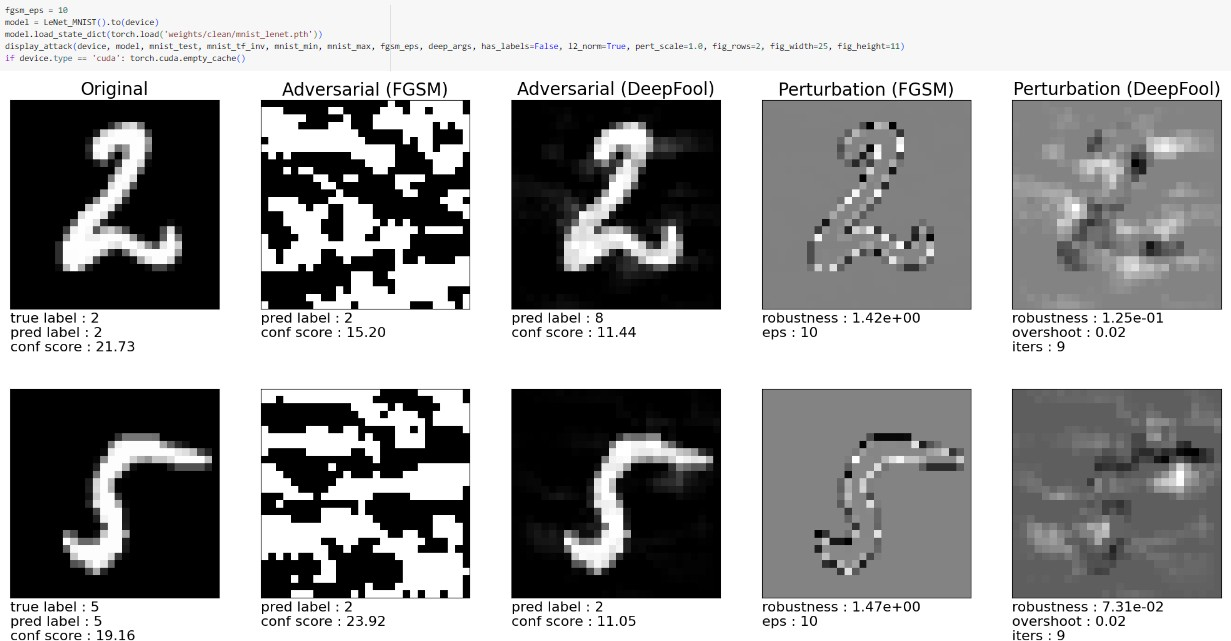 fgsm_eps = 10
model = LeNet_MNIST().to(device)
model.load_state_dict(torch.load('weights/clean/mnist_lenet.pth'))
display_attack(device, model, mnist_test, mnist_tf_inv, mnist_min, mnist_max, fgsm_eps, deep_args, has_labels=False, l2_norm=True, pert_scale=1.0, fig_rows=2, fig_width=25, fig_height=11)
if device.type == 'cuda': torch.cuda.empty_cache()
Original
Adversarial (FGSM)
Adversarial (DeepFool)
Perturbation (FGSM)
Perturbation (DeepFool)
true label : 2
pred label : 2
conf score : 21.73
pred label : 2
conf score : 15.20
pred label : 8
conf score : 11.44
robustness : 1.42e+00
eps : 10
robustness : 1.25e-01
overshoot : 0.02
iters : 9
true label : 5
pred label : 5
conf score : 19.16
pred label : 2
conf score : 23.92
pred label : 2
conf score : 11.05
robustness : 1.47e+00
eps : 10
robustness : 7.31e-02
overshoot : 0.02
iters : 9